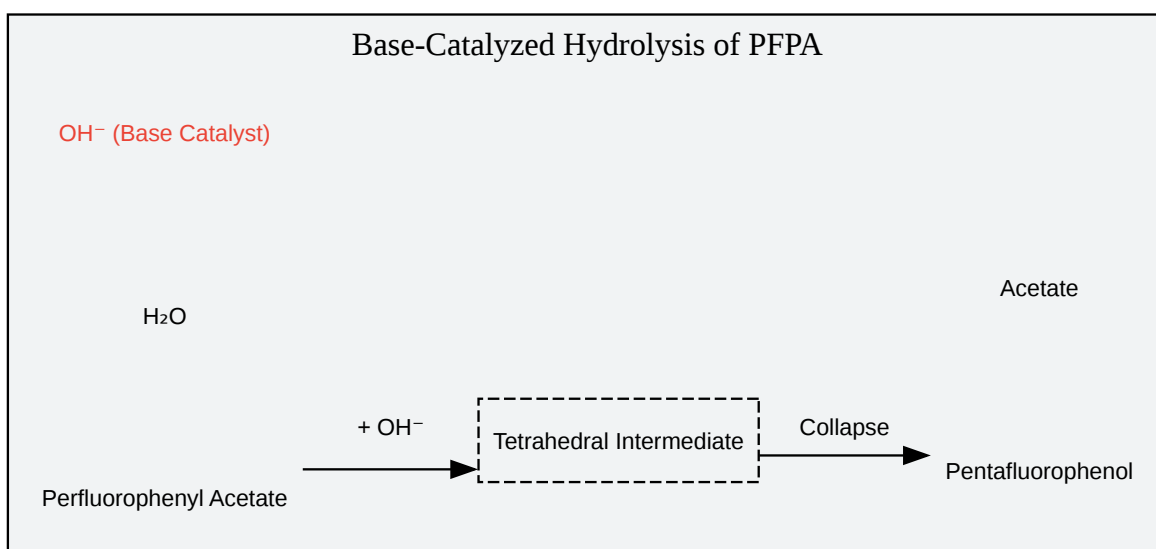 Base-Catalyzed Hydrolysis of PFPA
OH⁻ (Base Catalyst)
Acetate
H₂O
+ OH⁻
Collapse
Tetrahedral Intermediate
Pentafluorophenol
Perfluorophenyl Acetate